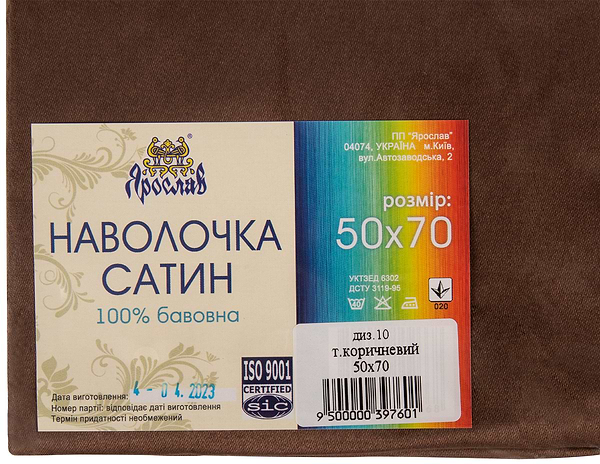 Ярослав
®
НАВОЛОЧКА
САТИН
100% бавовна
Дата виготовлення: 4 – 0 4. 2023
Номер партії: відповідає даті виготовлення
Термін придатності необмежений
ISO 9001
CERTIFIED
sic
ПП "Ярослав"
04074, УКРАЇНА м.Київ,
вул.Автозаводська, 2
розмір:
50x70
УКТЗЕД 6302
ДСТУ 3119-95
40
020
диз.10
т.коричневий
50х70
9 500000 397601